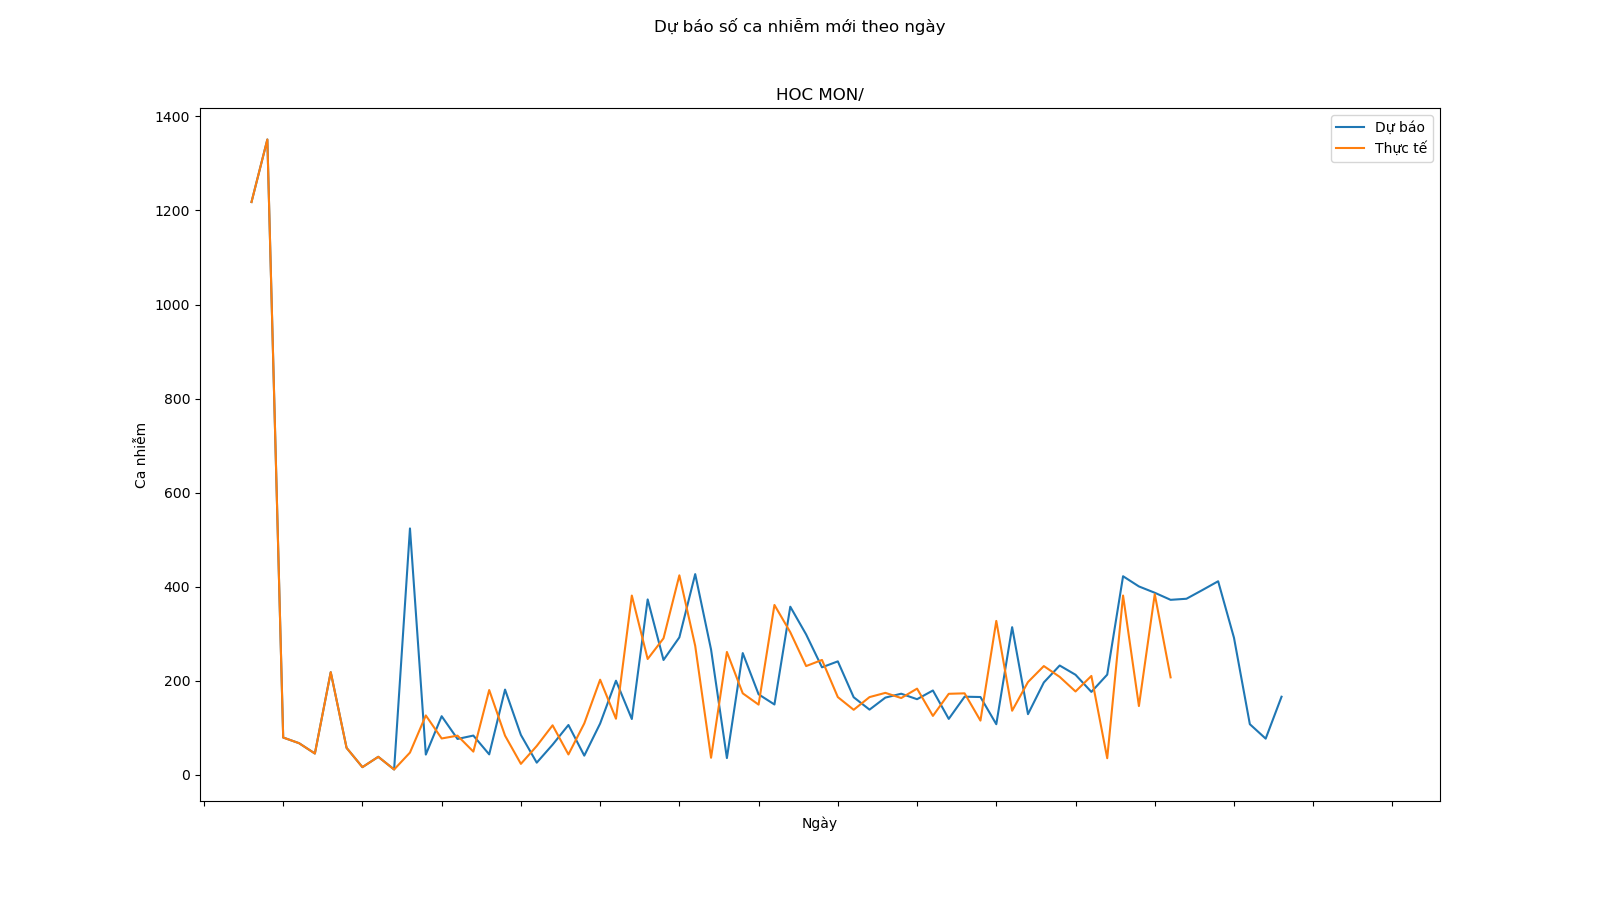 Dự báo số ca nhiễm mới theo ngày
HOC MON/
Dự báo
Thực tế
1400
1200
1000
800
600
400
200
0
Ca nhiễm
Ngày